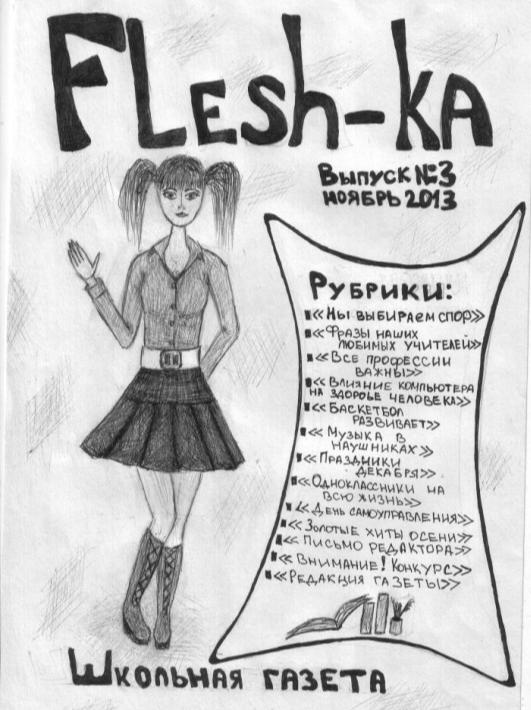 FLesh-ка
Выпуск №3
ноябрь 2013
Рубрики:
«Мы выбираем спор»
«Фразы наших
любимых учителей»
«Все профессии
важны»
«Влияние компьютера
на здоровье человека»
«Баскетбол
развивает»
«Музыка в
наушниках»
«Праздники
декабря»
«Одноклассники на
всю жизнь»
«День самоуправления»
«Золотые хиты осени»
«Письмо редактора»
«Внимание! Конкурс»
«Редакция газеты»
Школьная газета